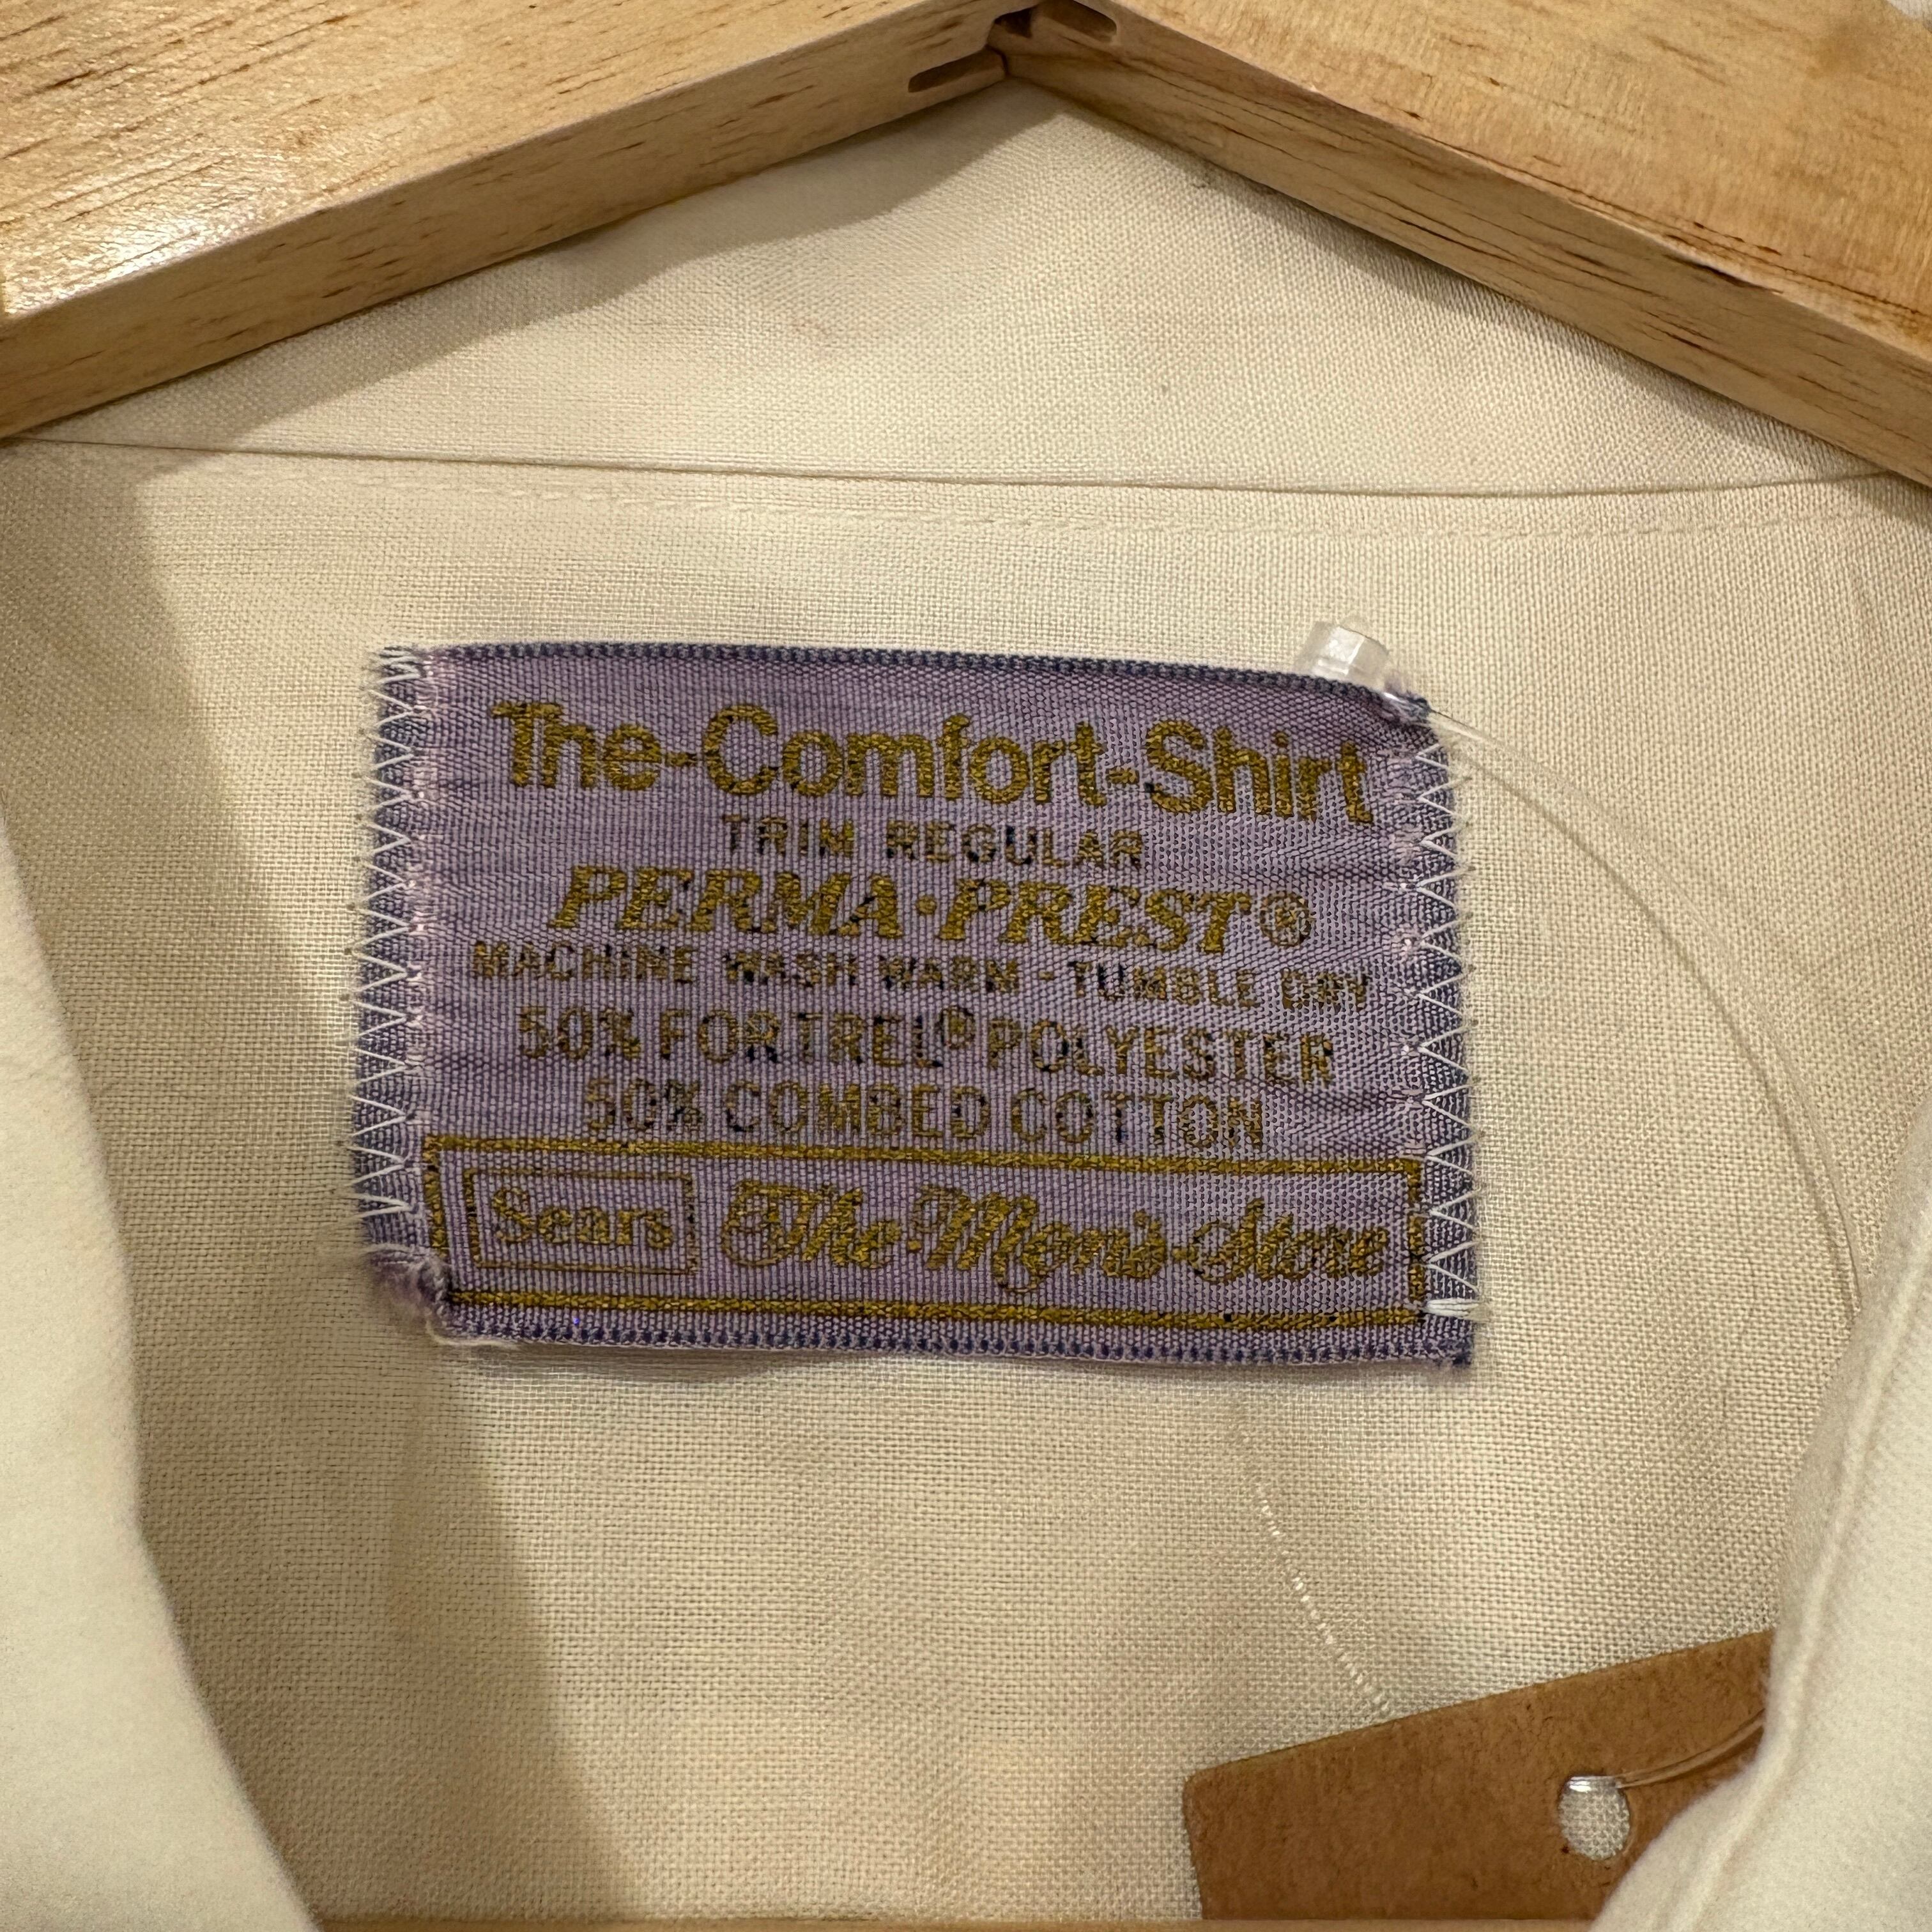 The-Comfort-Shirt
TRIM REGULAR
PERMA·PREST®
MACHINE WASH WARM - TUMBLE DRY
50% FORTREL® POLYESTER
50% COMBED COTTON
Sears The·Men's·Store